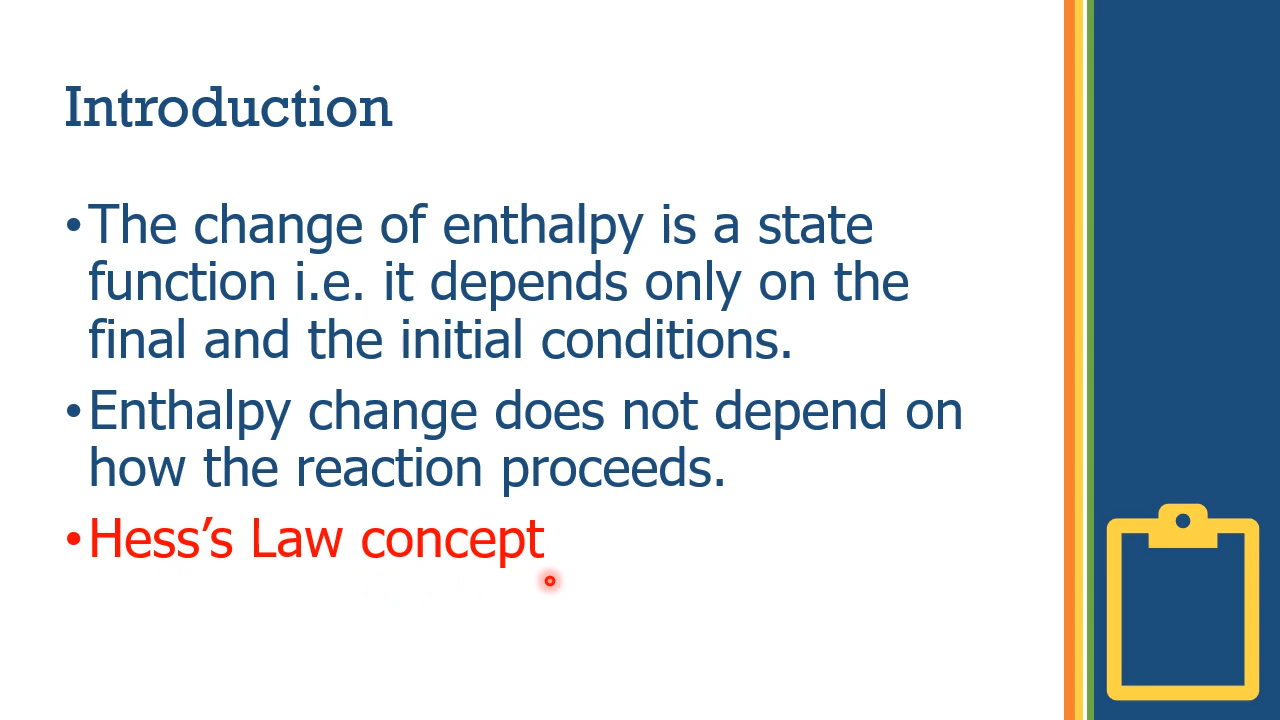 Introduction
•The change of enthalpy is a state
function i.e. it depends only on the
final and the initial conditions.
•Enthalpy change does not depend on
how the reaction proceeds.
•Hess’s Law concept